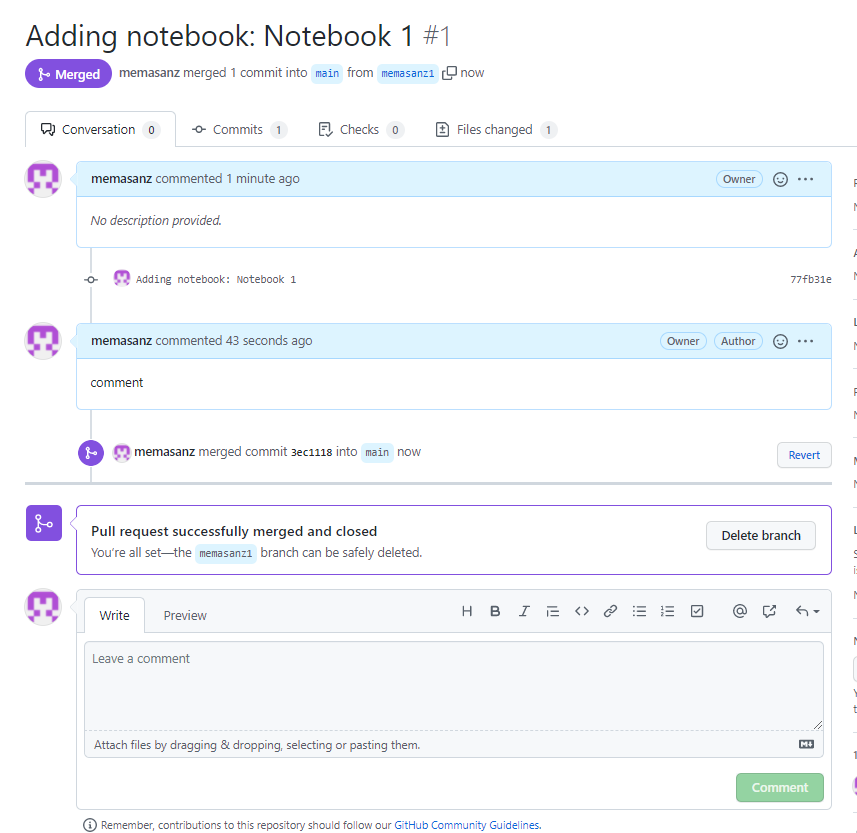 Adding notebook: Notebook 1 #1
Merged memasanz merged 1 commit into main from memasanz1 now
Conversation 0 Commits 1 Checks 0 Files changed 1
memasanz commented 1 minute ago Owner
No description provided.
Adding notebook: Notebook 1 77fb31e
memasanz commented 43 seconds ago Owner Author
comment
memasanz merged commit 3ec1118 into main now Revert
Pull request successfully merged and closed
You're all set—the memasanz1 branch can be safely deleted.
Delete branch
Write Preview
Leave a comment
Attach files by dragging & dropping, selecting or pasting them.
Comment
Remember, contributions to this repository should follow our GitHub Community Guidelines.